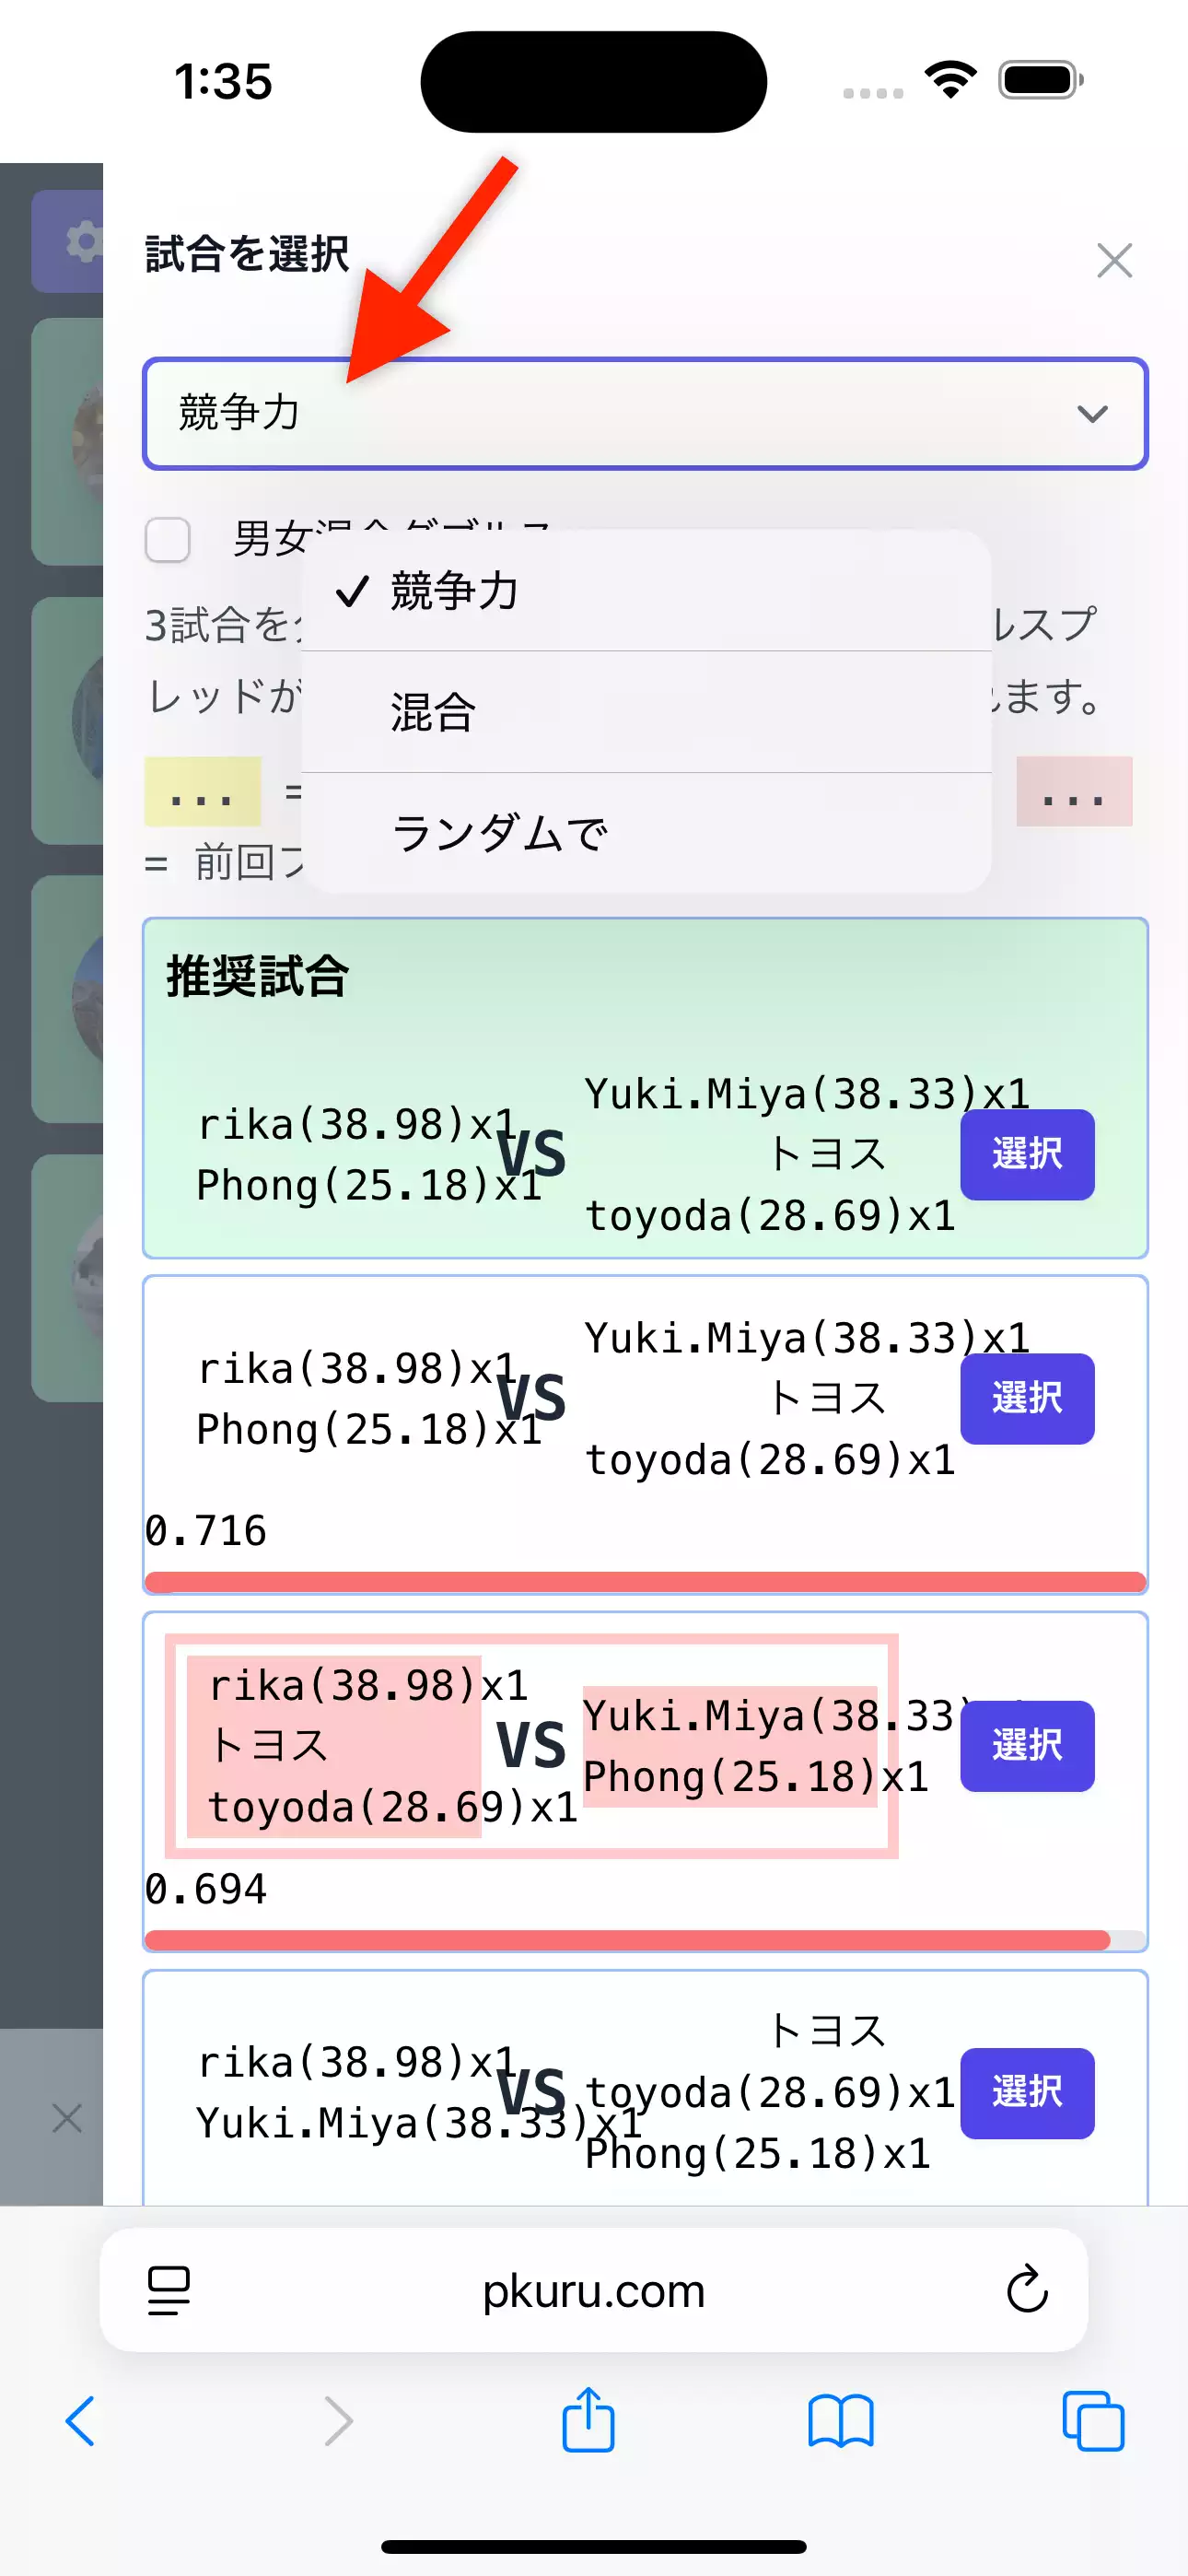 1:35
試合を選択
競争力
男女混合ダブルス
競争力
3試合を
ルスプ
混合
レッドが
れます。
... =
...
ランダムで
= 前回
推奨試合
rika(38.98)x1
Phong(25.18)x1
VS
Yuki.Miya(38.33)x1
トヨス
toyoda(28.69)x1
選択
rika(38.98)x1
Phong(25.18)x1
VS
Yuki.Miya(38.33)x1
トヨス
toyoda(28.69)x1
選択
0.716
rika(38.98)x1
トヨス
toyoda(28.69)x1
VS
Yuki.Miya(38.33)
Phong(25.18)x1
選択
0.694
rika(38.98)x1
Yuki.Miya(38.33)x1
VS
トヨス
toyoda(28.69)x1
Phong(25.18)x1
選択
pkuru.com